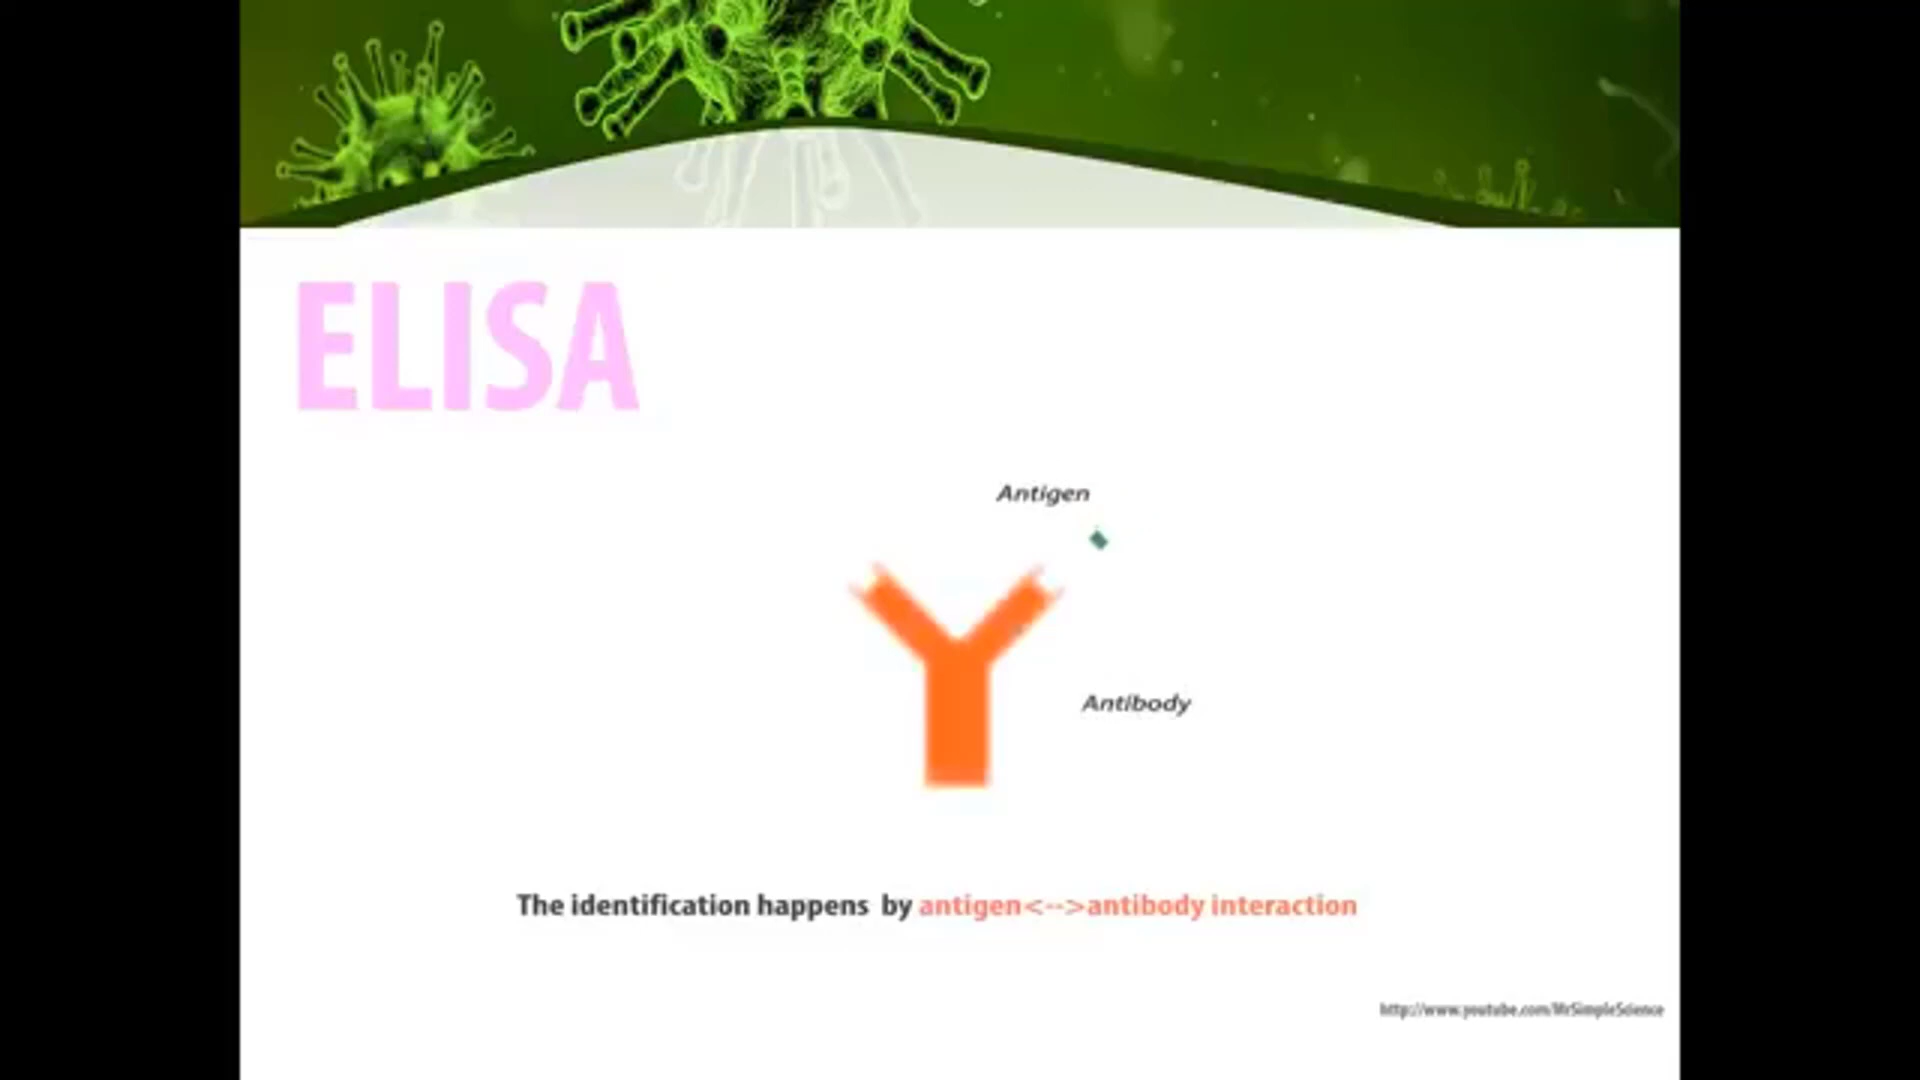 ELISA
Antigen
Antibody
The identification happens by antigen<-->antibody interaction
http://www.youtube.com/MrSimpleScience